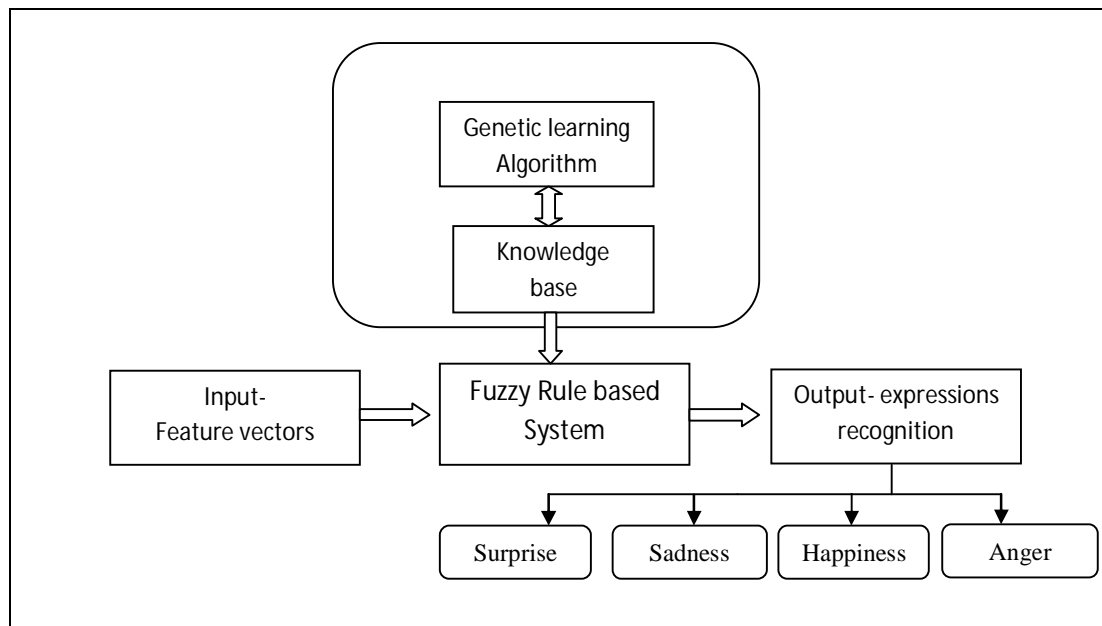 Genetic learning
Algorithm
Knowledge
base
Input-
Feature vectors
Fuzzy Rule based
System
Output- expressions
recognition
Surprise
Sadness
Happiness
Anger